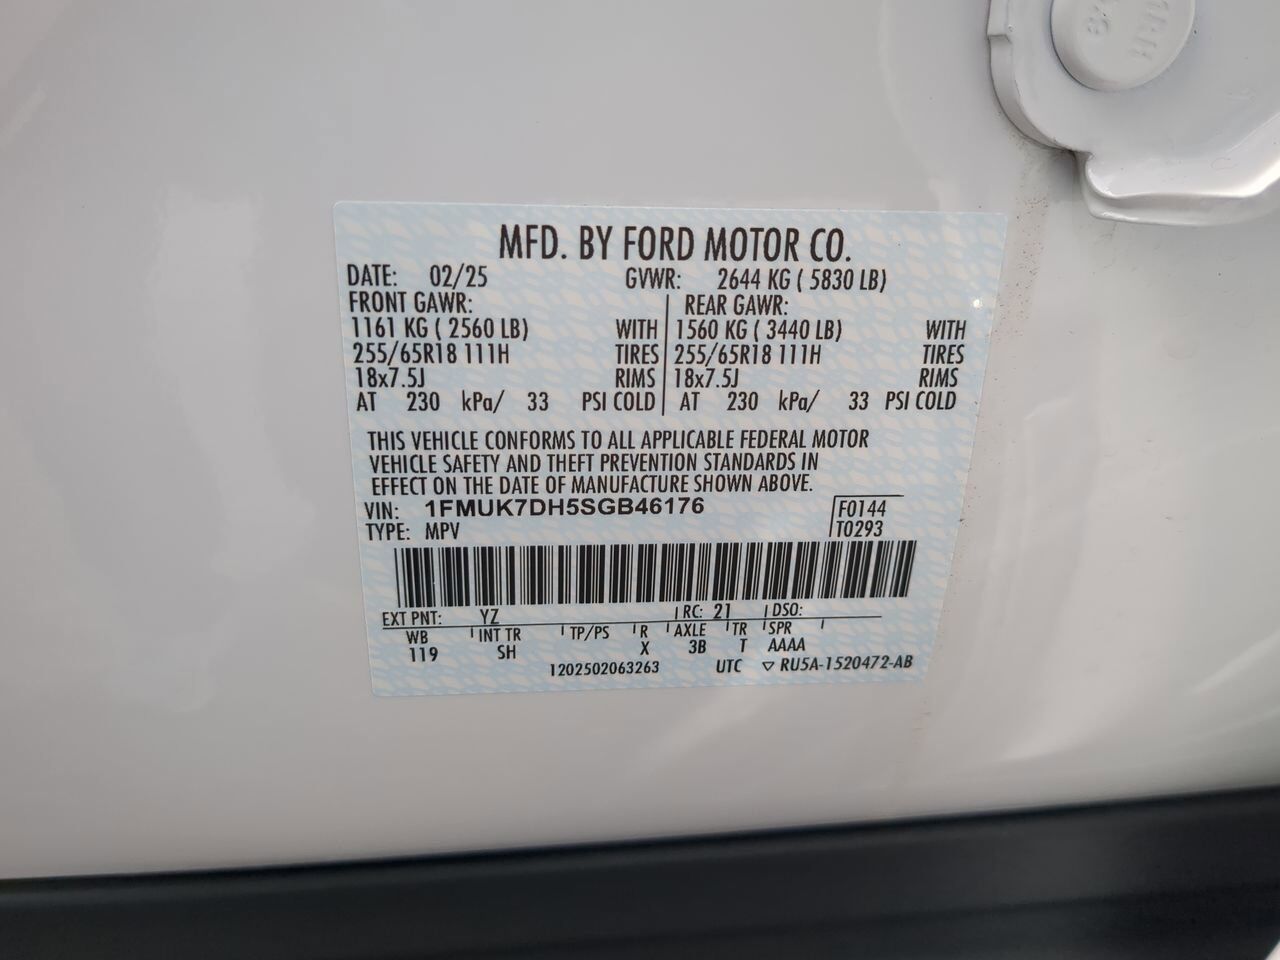 MFD. BY FORD MOTOR CO.
DATE: 02/25 GVWR: 2644 KG ( 5830 LB)
FRONT GAWR: REAR GAWR:
1161 KG ( 2560 LB) WITH 1560 KG ( 3440 LB) WITH
255/65R18 111H TIRES 255/65R18 111H TIRES
18x7.5J RIMS 18x7.5J RIMS
AT 230 kPa/ 33 PSI COLD AT 230 kPa/ 33 PSI COLD
THIS VEHICLE CONFORMS TO ALL APPLICABLE FEDERAL MOTOR
VEHICLE SAFETY AND THEFT PREVENTION STANDARDS IN
EFFECT ON THE DATE OF MANUFACTURE SHOWN ABOVE.
VIN: 1FMUK7DH5SGB46176 F0144
TYPE: MPV T0293
EXT PNT: YZ RC: 21 DSO:
WB INT TR TP/PS R AXLE TR SPR
119 SH X 3B T AAAA
1202502063263 UTC ▽ RU5A-1520472-AB